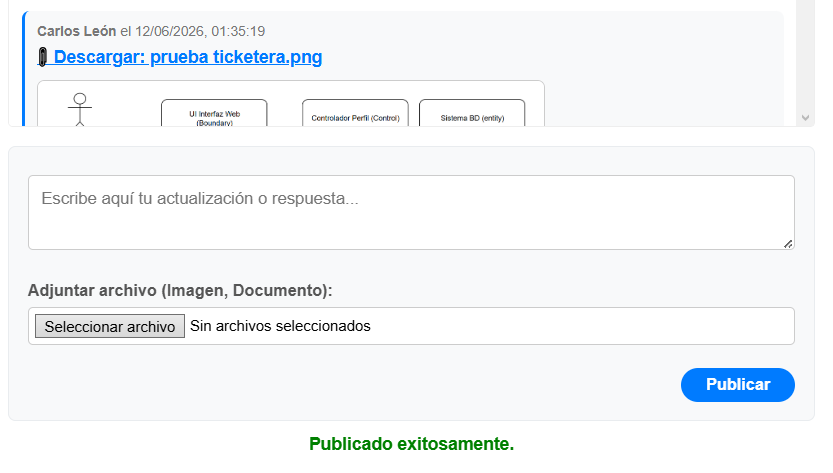 Carlos León el 12/06/2026, 01:35:19
Descargar: prueba ticketera.png
UI Interfaz Web
(Boundary)
Controlador Perfil (Control)
Sistema BD (entity)
Escribe aquí tu actualización o respuesta...
Adjuntar archivo (Imagen, Documento):
Seleccionar archivo Sin archivos seleccionados
Publicar
Publicado exitosamente.